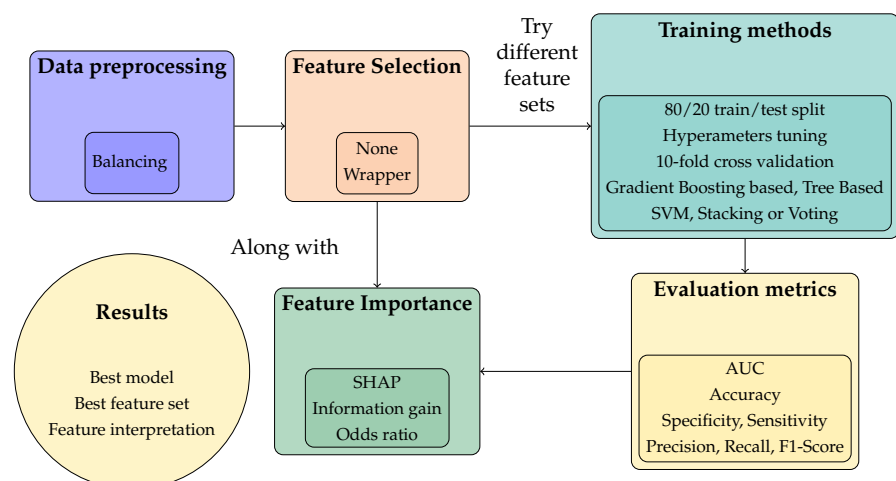 Data preprocessing
Balancing
Feature Selection
None
Wrapper
Try
different
feature
sets
Training methods
80/20 train/test split
Hyperameters tuning
10-fold cross validation
Gradient Boosting based, Tree Based
SVM, Stacking or Voting
Along with
Results
Best model
Best feature set
Feature interpretation
Feature Importance
SHAP
Information gain
Odds ratio
Evaluation metrics
AUC
Accuracy
Specificity, Sensitivity
Precision, Recall, F1-Score